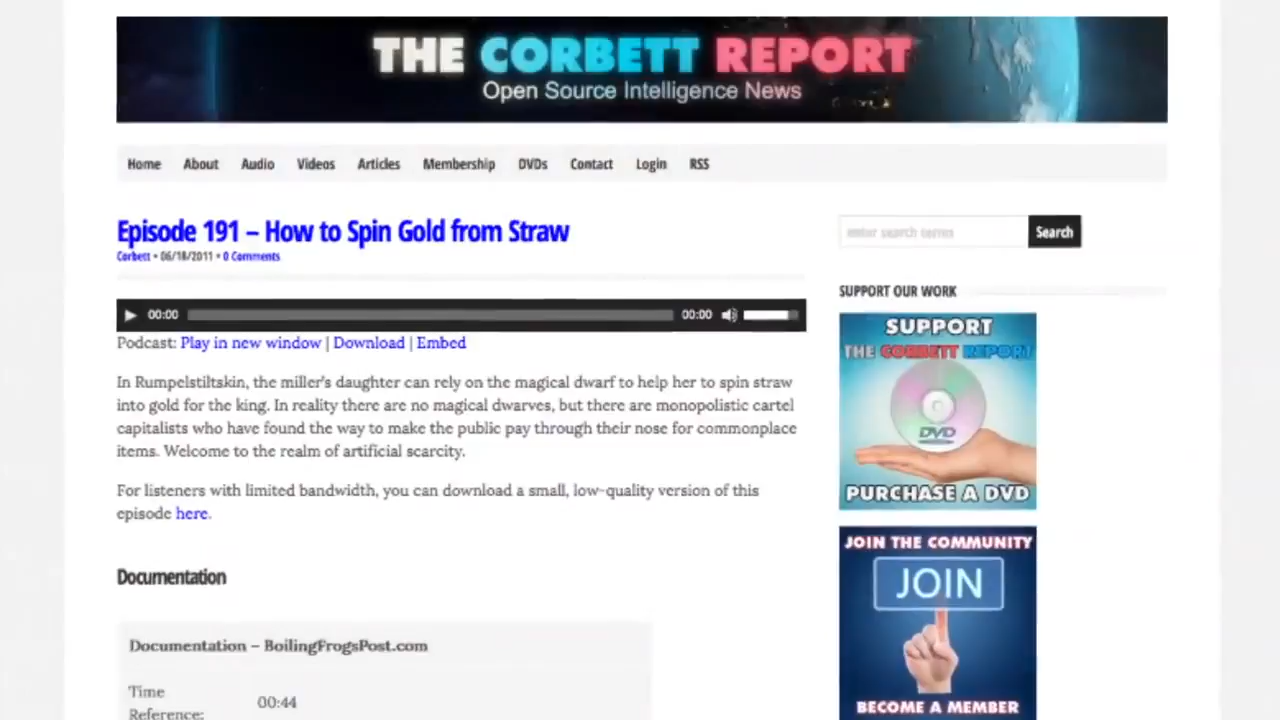 THE CORBETT REPORT
Open Source Intelligence News
Home About Audio Videos Articles Membership DVDs Contact Login RSS
Episode 191 – How to Spin Gold from Straw
Corbett • 06/18/2011 • 0 Comments
00:00 00:00
Podcast: Play in new window | Download | Embed
In Rumpelstiltskin, the miller's daughter can rely on the magical dwarf to help her to spin straw
into gold for the king. In reality there are no magical dwarves, but there are monopolistic cartel
capitalists who have found the way to make the public pay through their nose for commonplace
items. Welcome to the realm of artificial scarcity.
For listeners with limited bandwidth, you can download a small, low-quality version of this
episode here.
Documentation
Documentation – BoilingFrogsPost.com
Time
Reference:
00:44
enter search terms
Search
SUPPORT OUR WORK
SUPPORT
THE CORBETT REPORT
DVD
PURCHASE A DVD
JOIN THE COMMUNITY
JOIN
BECOME A MEMBER